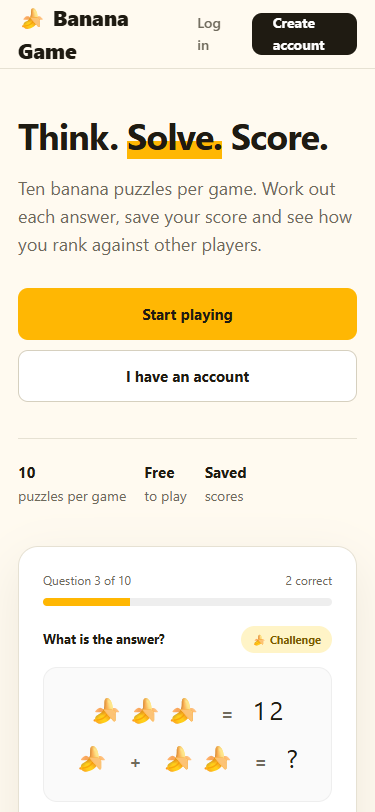 🍌 Banana Game
Log in
Create account
Think. Solve. Score.
Ten banana puzzles per game. Work out
each answer, save your score and see how
you rank against other players.
Start playing
I have an account
10
puzzles per game
Free
to play
Saved
scores
Question 3 of 10
2 correct
What is the answer?
🍌 Challenge
🍌 🍌 🍌 = 12
🍌 + 🍌 🍌 = ?